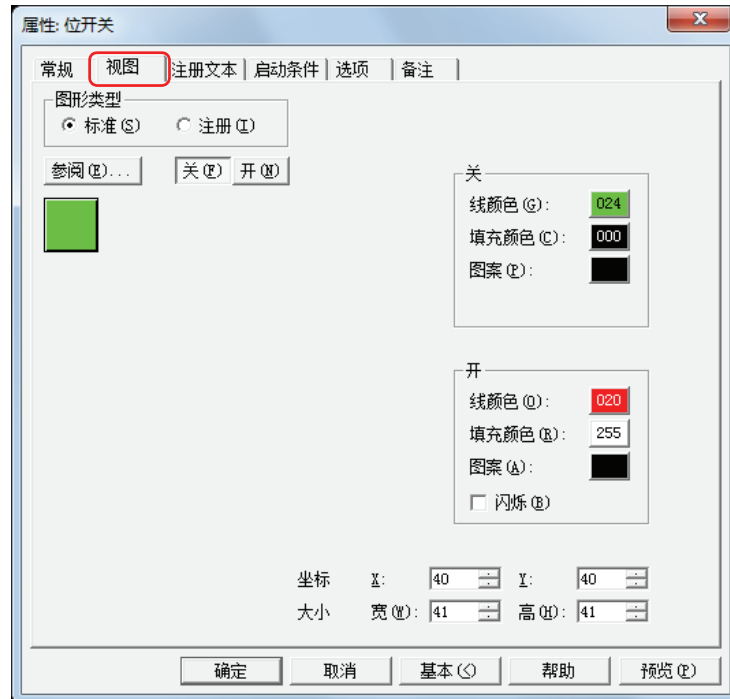 属性: 位开关
常规 视图 注册文本 启动条件 选项 备注
图形类型
标准(S) 注册(I)
参阅(E)... 关(F) 开(N)
关
线颜色(G): 024
填充颜色(C): 000
图案(P):
开
线颜色(O): 020
填充颜色(R): 255
图案(A):
闪烁(B)
坐标 X: 40 Y: 40
大小 宽(W): 41 高(H): 41
确定 取消 基本(<) 帮助 预览(P)